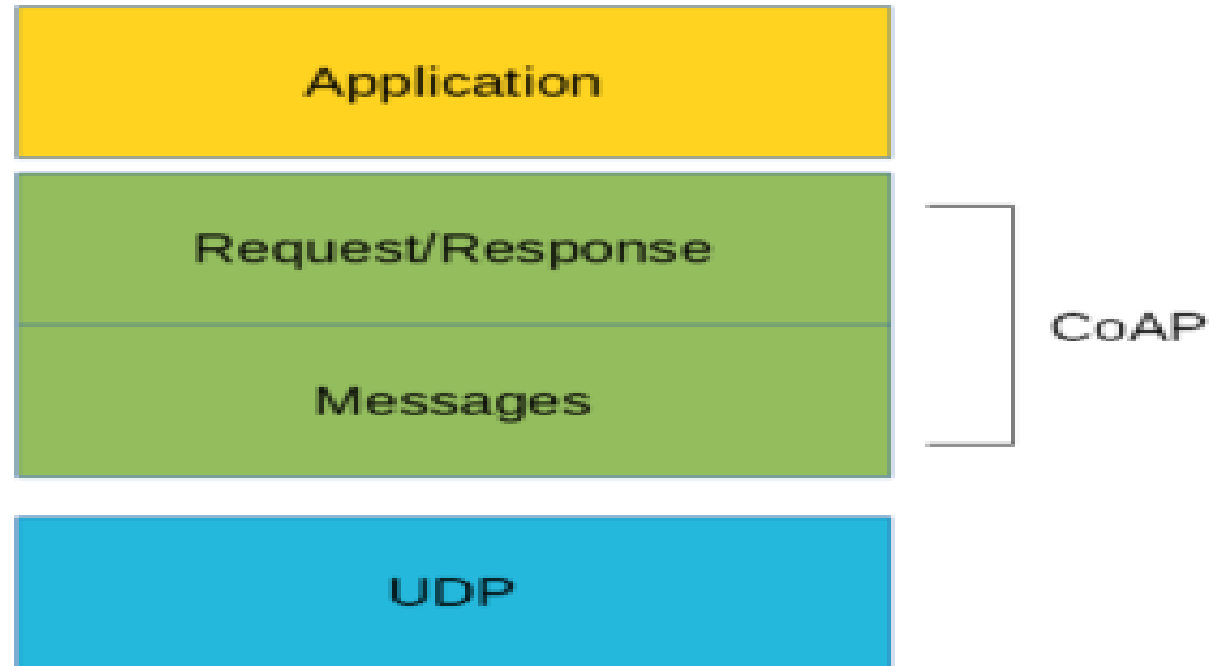 Application
Request/Response
CoAP
Messages
UDP